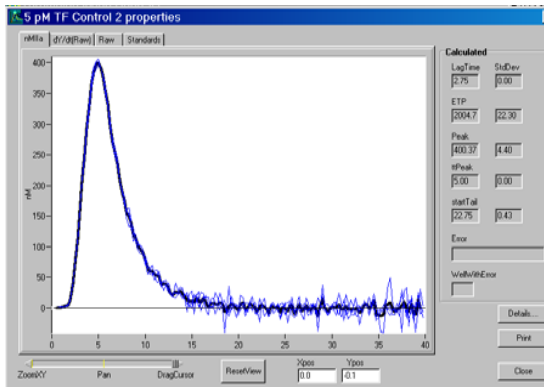 5 pM TF Control 2 properties
nMIIa dY/dt(Raw) Raw Standards
Calculated
LagTime StdDev
2.75 0.00
ETP
2004.7 22.30
Peak
400.37 4.40
ttPeak
5.00 0.00
startTail
22.75 0.43
Error
WellWithError
400
350
300
250
200
150
100
50
0
nM
0 5 10 15 20 25 30 35 40
ZoomXY Pan DragCursor
ResetView
Xpos Ypos
0.0 -0.1
Details...
Print
Close